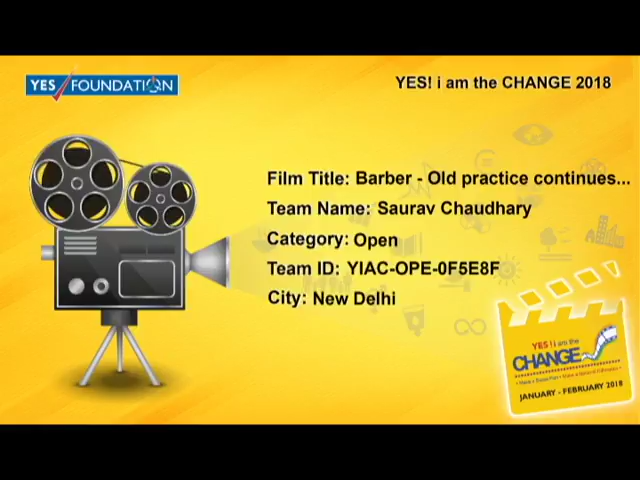 YES FOUNDATION
YES! i am the CHANGE 2018
Film Title: Barber - Old practice continues...
Team Name: Saurav Chaudhary
Category: Open
Team ID: YIAC-OPE-0F5E8F
City: New Delhi
YES! i am the
CHANGE
JANUARY - FEBRUARY 2018